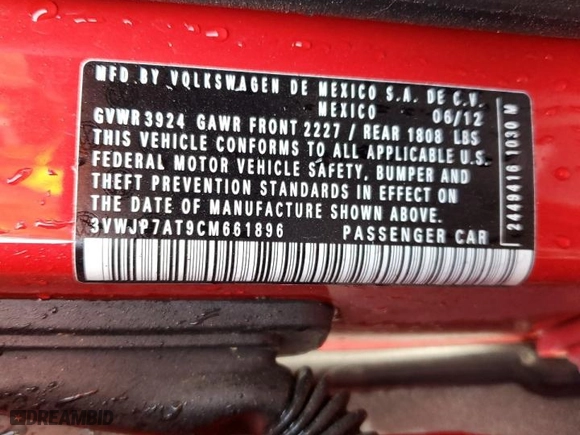 MFD BY VOLKSWAGEN DE MEXICO S.A. DE C.V.
MEXICO 06/12
GVWR 3924 GAWR FRONT 2227 / REAR 1808 LBS
THIS VEHICLE CONFORMS TO ALL APPLICABLE U.S.
FEDERAL MOTOR VEHICLE SAFETY, BUMPER AND
THEFT PREVENTION STANDARDS IN EFFECT ON
THE DATE OF MANUFACTURE SHOWN ABOVE.
3VWJP7AT9CM661896 PASSENGER CAR
2449416 1030 M
DREAMBID